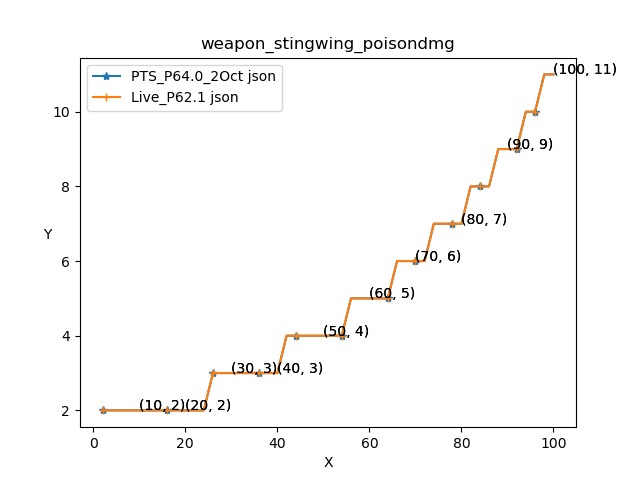 weapon_stingwing_poisondmg
PTS_P64.0_2Oct json
Live_P62.1 json
(100, 11)
10
(90, 9)
8
(80, 7)
Y
6
(70, 6)
(60, 5)
4
(50, 4)
(30, 3)(40, 3)
2
(10, 2)(20, 2)
0 20 40 60 80 100
X